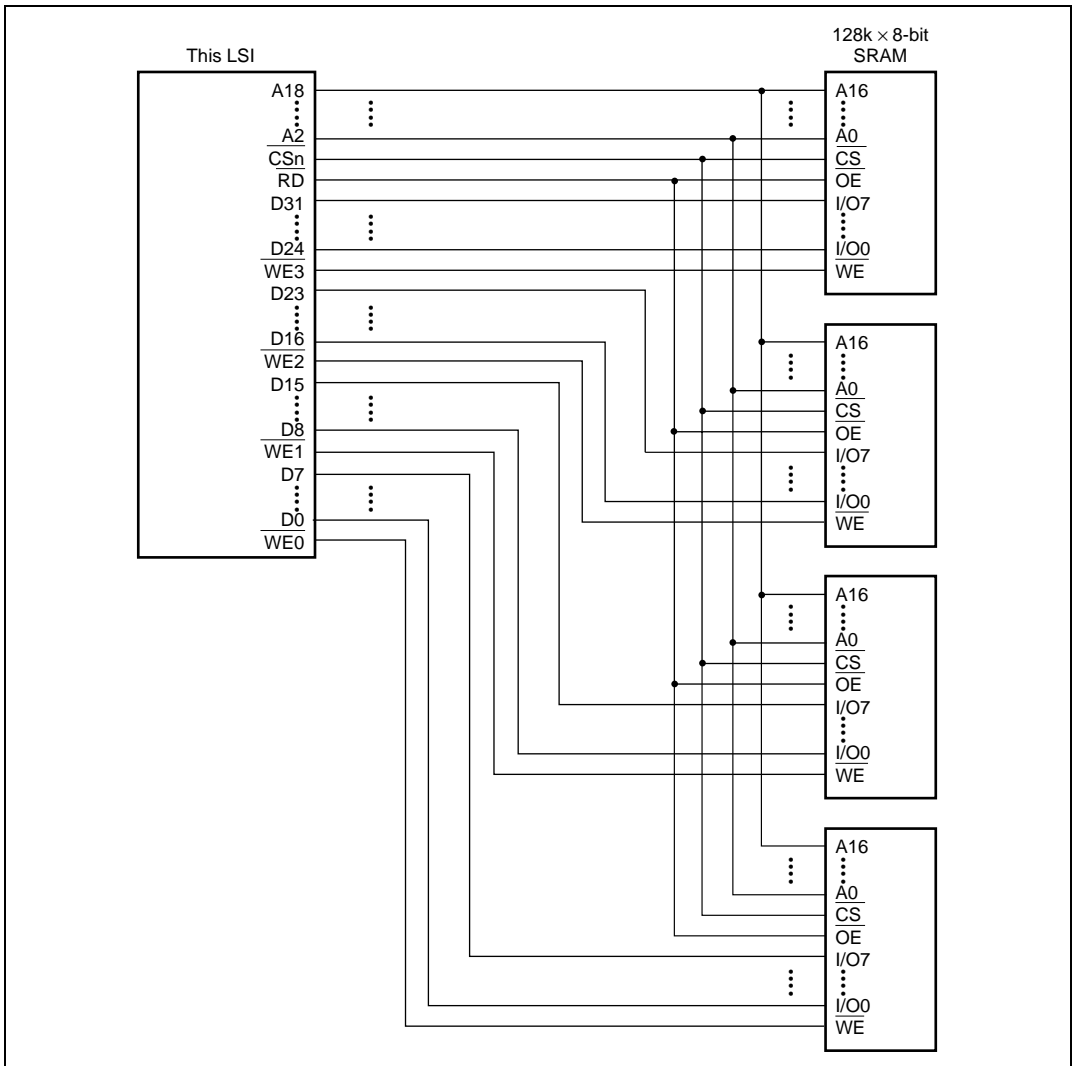 This LSI
A18
A2
CSn
RD
D31
D24
WE3
D23
D16
WE2
D15
D8
WE1
D7
D0
WE0
128k × 8-bit
SRAM
A16
A0
CS
OE
I/O7
I/O0
WE
A16
A0
CS
OE
I/O7
I/O0
WE
A16
A0
CS
OE
I/O7
I/O0
WE
A16
A0
CS
OE
I/O7
I/O0
WE